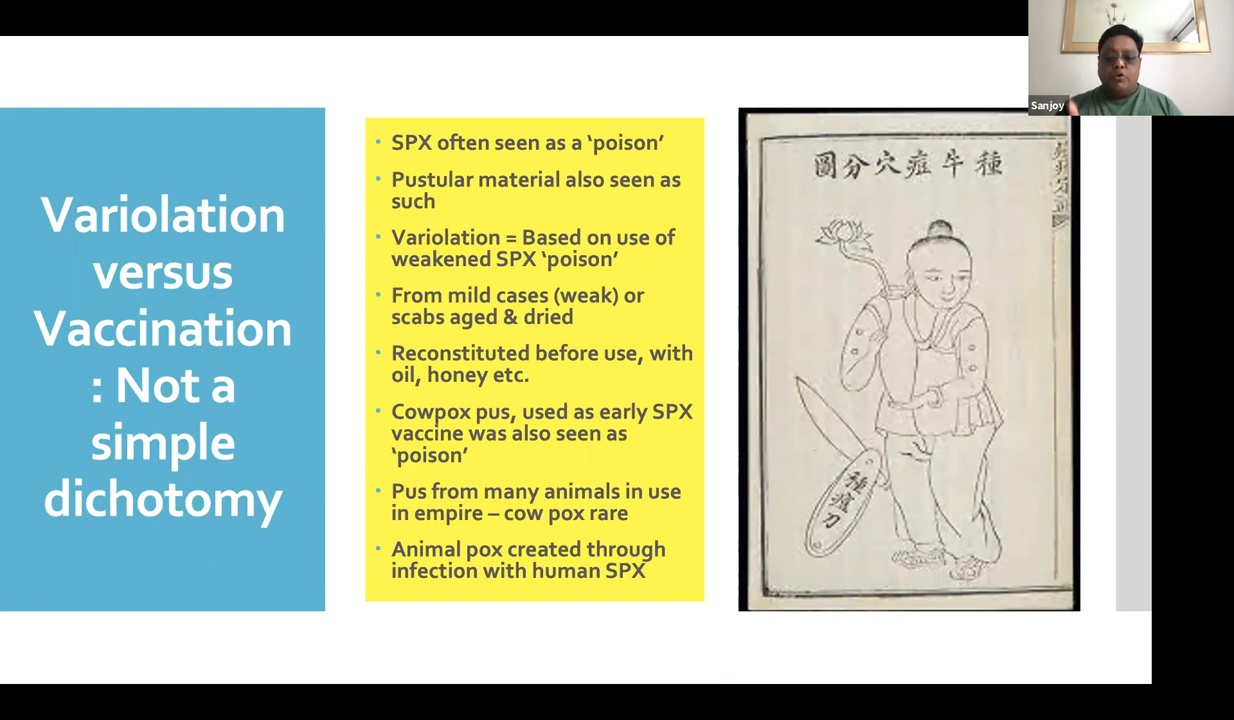 Variolation
versus
Vaccination
: Not a
simple
dichotomy
• SPX often seen as a ‘poison’
• Pustular material also seen as
such
• Variolation = Based on use of
weakened SPX ‘poison’
• From mild cases (weak) or
scabs aged & dried
• Reconstituted before use, with
oil, honey etc.
• Cowpox pus, used as early SPX
vaccine was also seen as
‘poison’
• Pus from many animals in use
in empire – cow pox rare
• Animal pox created through
infection with human SPX
圖分穴痘牛種
種痘刀
Sanjoy